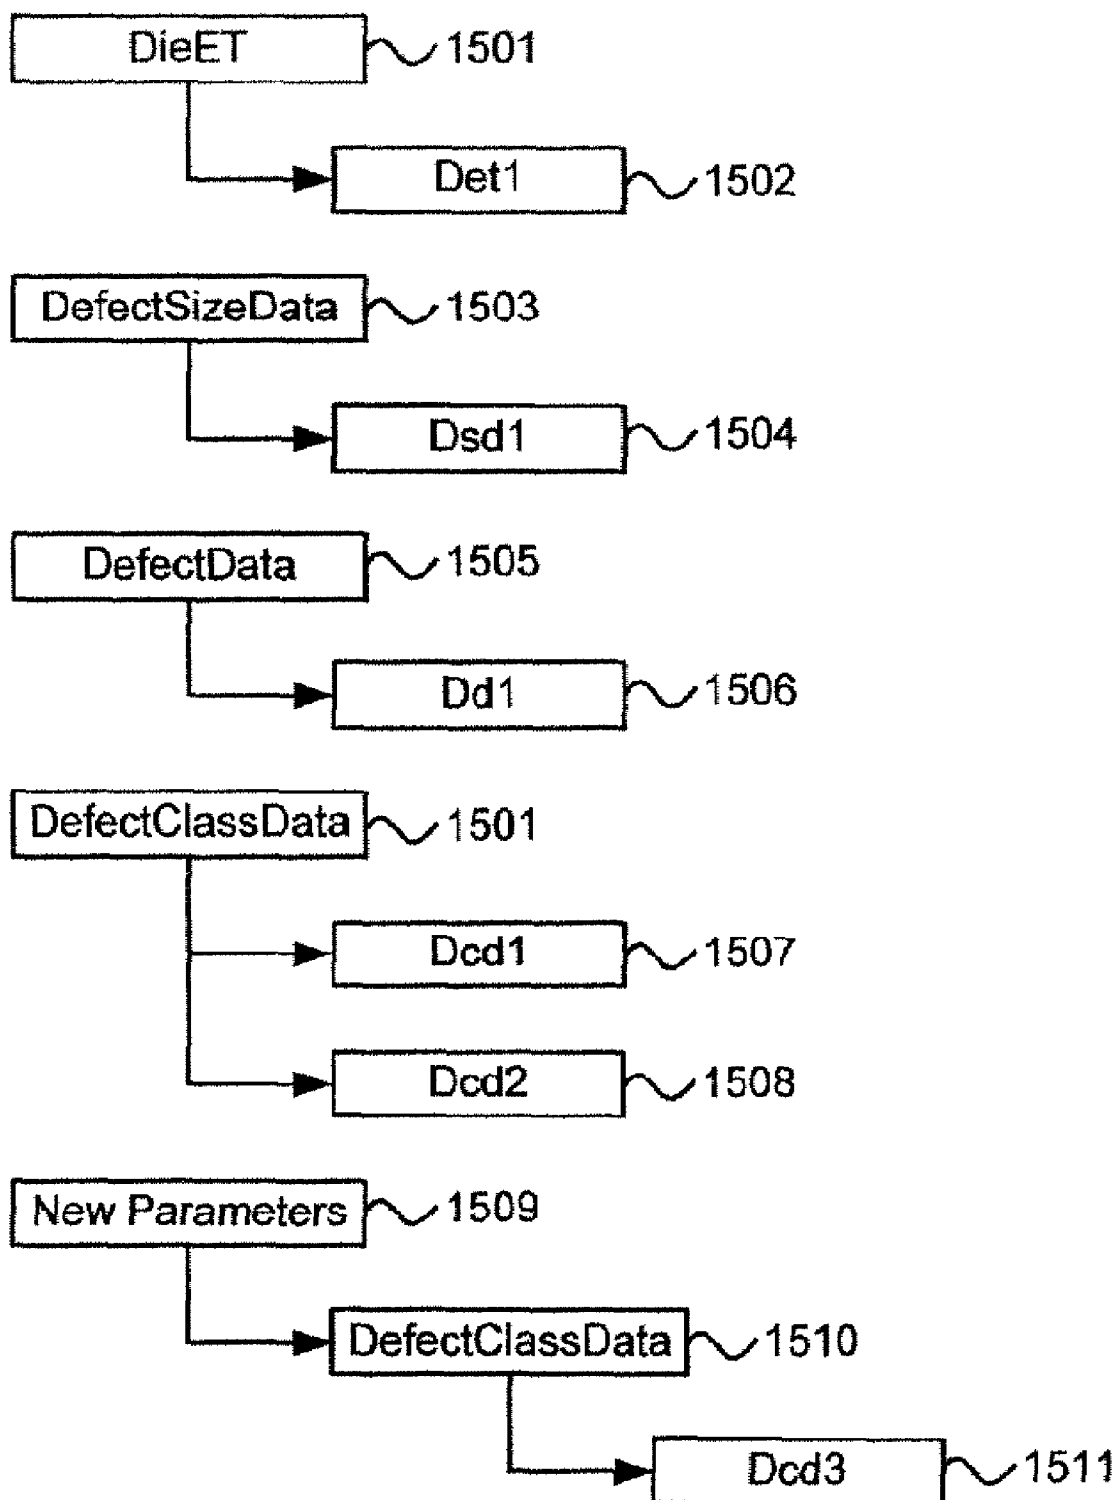 DieET 1501
Det1 1502
DefectSizeData 1503
Dsd1 1504
DefectData 1505
Dd1 1506
DefectClassData 1501
Dcd1 1507
Dcd2 1508
New Parameters 1509
DefectClassData 1510
Dcd3 1511